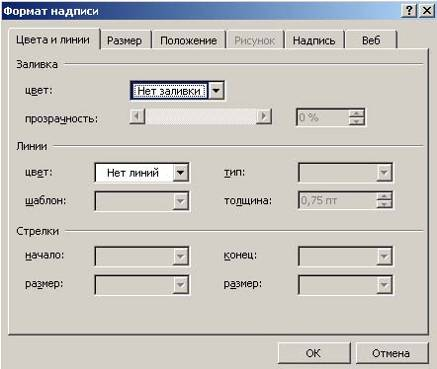 Формат надписи
Цвета и линии Размер Положение Рисунок Надпись Веб
Заливка
цвет: Нет заливки
прозрачность: 0 %
Линии
цвет: Нет линий тип:
шаблон: толщина: 0,75 пт
Стрелки
начало: конец:
размер: размер:
ОК Отмена